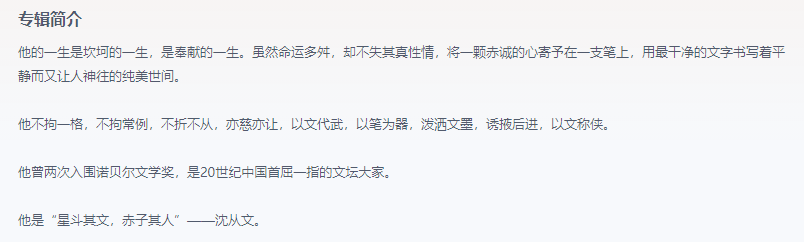 专辑简介
他的一生是坎坷的一生，是奉献的一生。虽然命运多舛，却不失其真性情，将一颗赤诚的心寄予在一支笔上，用最干净的文字书写着平
静而又让人神往的纯美世间。
他不拘一格，不拘常例，不折不从，亦慈亦让，以文代武，以笔为器，泼洒文墨，诱掖后进，以文称侠。
他曾两次入围诺贝尔文学奖，是20世纪中国首屈一指的文坛大家。
他是“星斗其文，赤子其人”——沈从文。